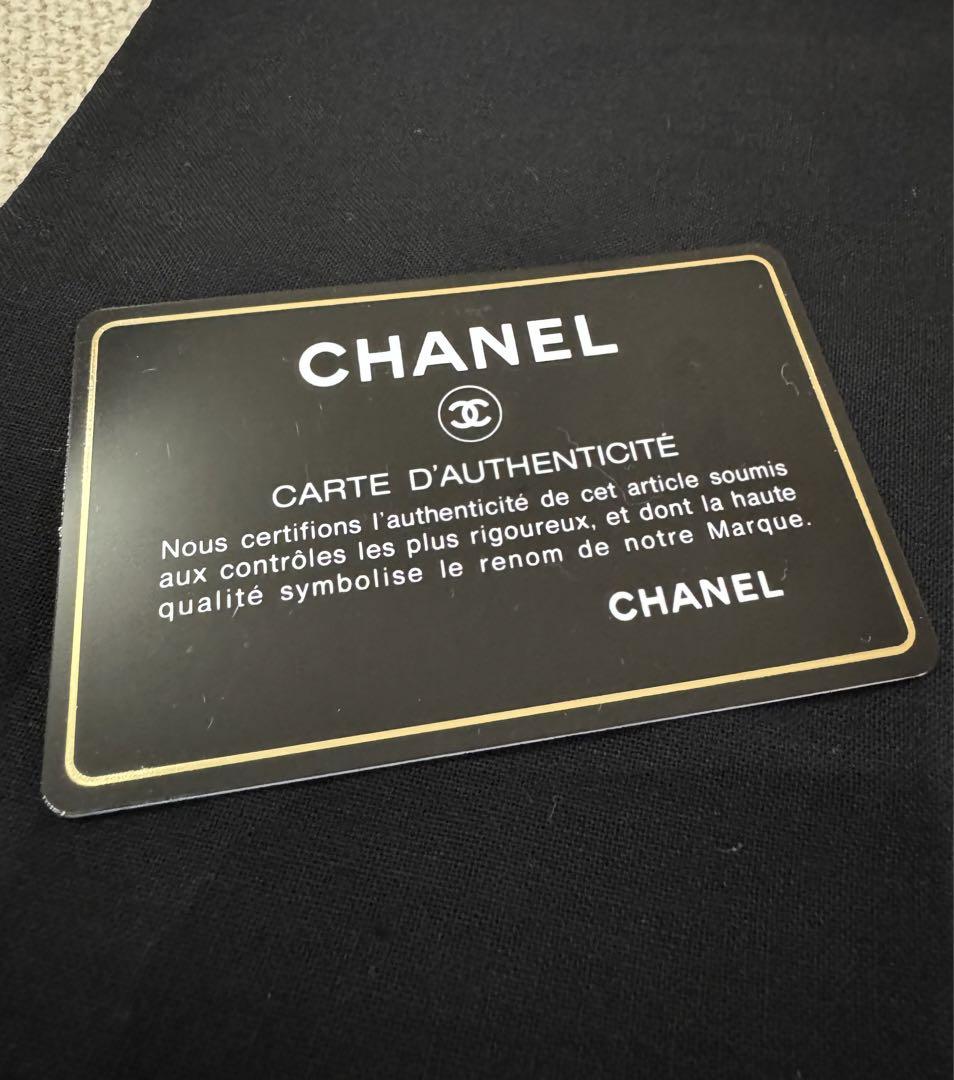 CHANEL
CARTE D'AUTHENTICITÉ
Nous certifions l'authenticité de cet article soumis
aux contrôles les plus rigoureux, et dont la haute
qualité symbolise le renom de notre Marque.
CHANEL